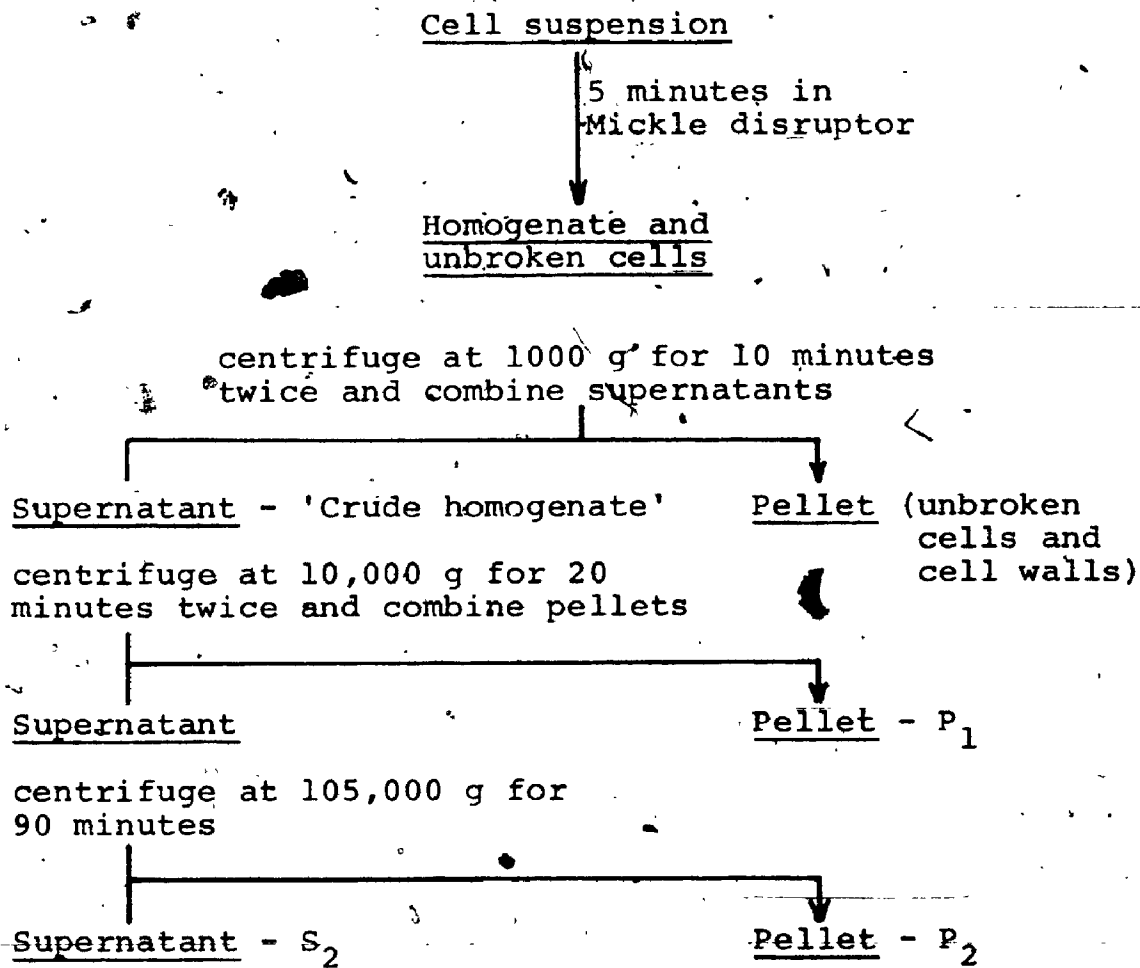 Cell suspension
5 minutes in
Mickle disruptor
Homogenate and
unbroken cells
centrifuge at 1000 g for 10 minutes
twice and combine supernatants
Supernatant - 'Crude homogenate'
Pellet (unbroken
cells and
cell walls)
centrifuge at 10,000 g for 20
minutes twice and combine pellets
Supernatant
Pellet - P1
centrifuge at 105,000 g for
90 minutes
Supernatant - S2
Pellet - P2